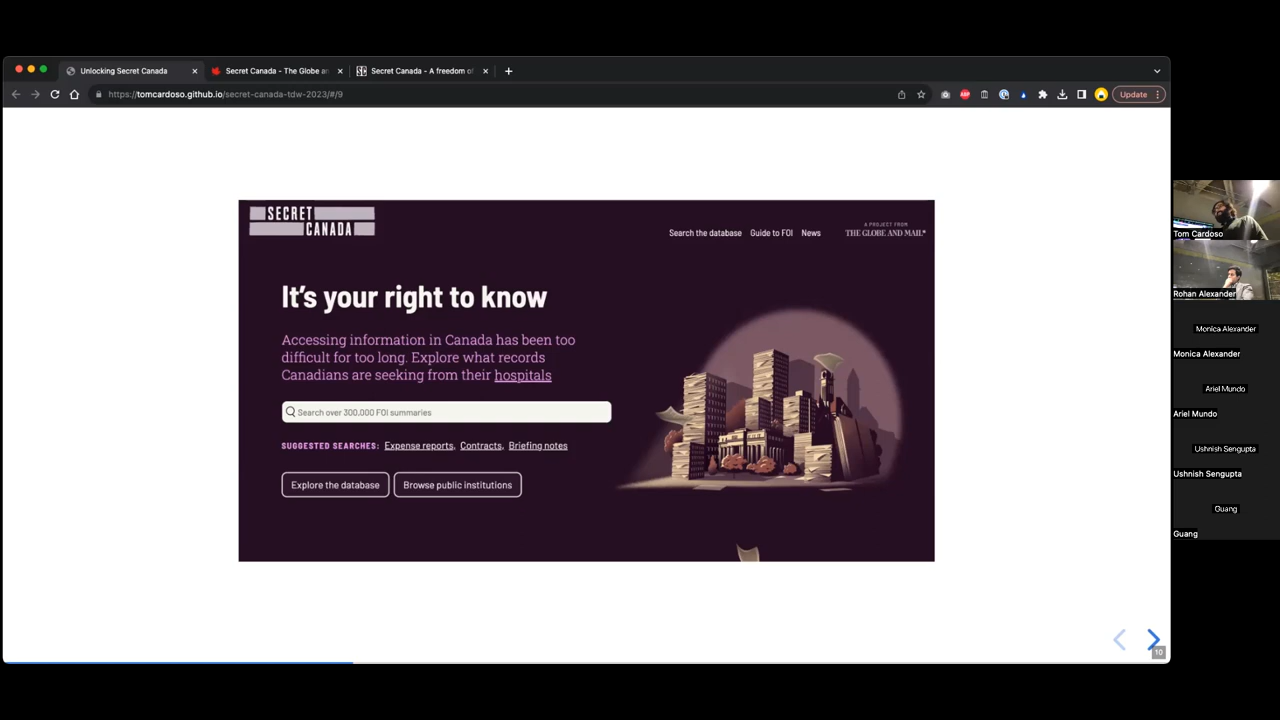 Unlocking Secret Canada
Secret Canada - The Globe an
Secret Canada - A freedom of
https://tomcardoso.github.io/secret-canada-tdw-2023/#/9
ABP
Update
SECRET
CANADA
Search the database
Guide to FOI
News
A PROJECT FROM
THE GLOBE AND MAIL*
It's your right to know
Accessing information in Canada has been too
difficult for too long. Explore what records
Canadians are seeking from their hospitals
Search over 300,000 FOI summaries
SUGGESTED SEARCHES: Expense reports, Contracts, Briefing notes
Explore the database
Browse public institutions
10
Tom Cardoso
Rohan Alexander
Monica Alexander
Monica Alexander
Ariel Mundo
Ariel Mundo
Ushnish Sengupta
Ushnish Sengupta
Guang
Guang